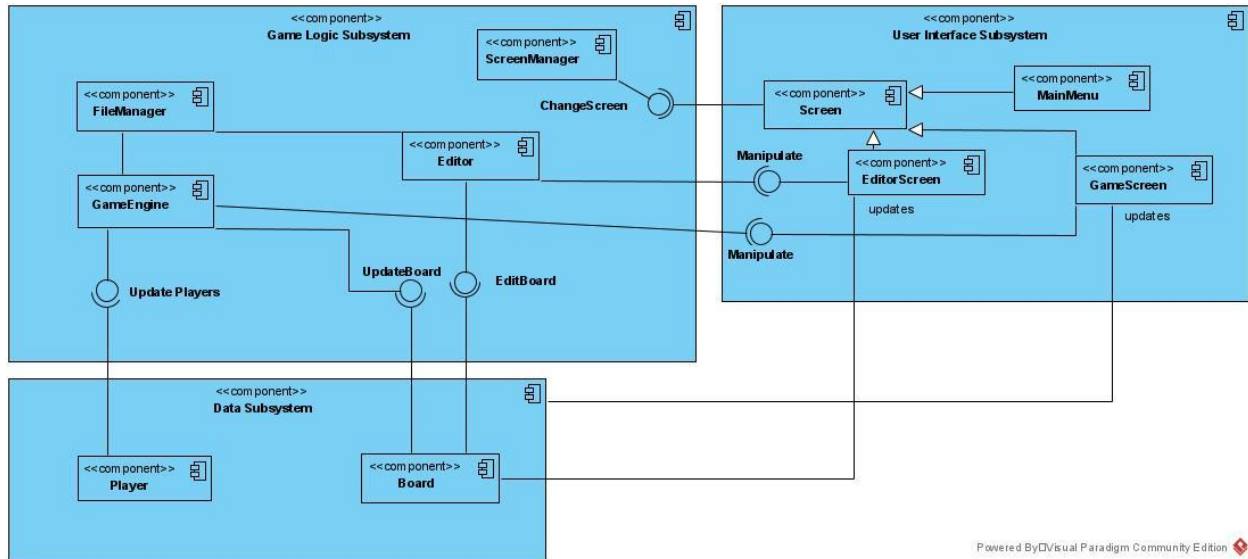 <<component>>
Game Logic Subsystem
<<component>>
ScreenManager
<<component>>
FileManager
ChangeScreen
<<component>>
Editor
<<component>>
GameEngine
UpdateBoard
EditBoard
Update Players
<<component>>
User Interface Subsystem
<<component>>
Screen
<<component>>
MainMenu
Manipulate
<<component>>
EditorScreen
updates
<<component>>
GameScreen
updates
Manipulate
<<component>>
Data Subsystem
<<component>>
Player
<<component>>
Board
Powered By□Visual Paradigm Community Edition